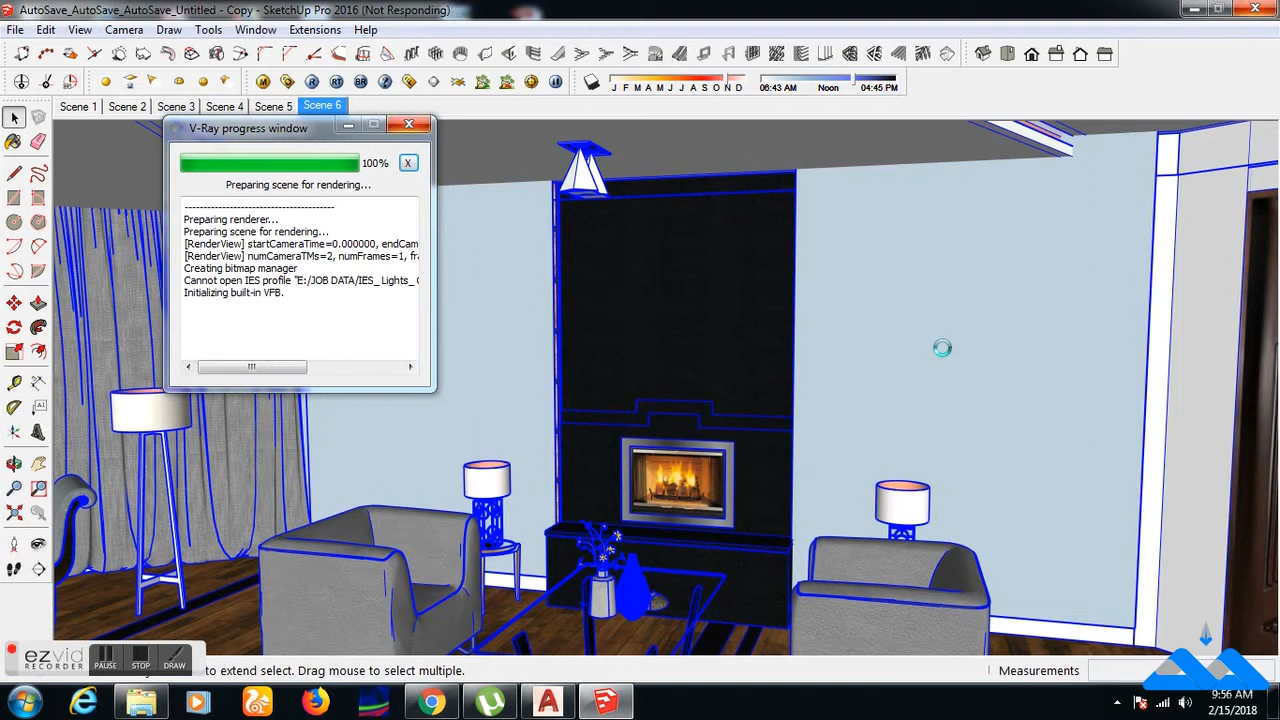 AutoSave_AutoSave_AutoSave_Untitled - Copy - SketchUp Pro 2016 (Not Responding)
File Edit View Camera Draw Tools Window Extensions Help
M R RT BR ?
J F M A M J J A S O N D
06:43 AM Noon 04:45 PM
Scene 1 Scene 2 Scene 3 Scene 4 Scene 5 Scene 6
V-Ray progress window
100% X
Preparing scene for rendering...
----------------------------------------
Preparing renderer...
Preparing scene for rendering...
[RenderView] startCameraTime=0.000000, endCam
[RenderView] numCameraTMs=2, numFrames=1, fra
Creating bitmap manager
Cannot open IES profile "E:/JOB DATA/IES_ Lights_
Initializing built-in VFB.
ezvid
RECORDER
PAUSE STOP DRAW
to extend select. Drag mouse to select multiple.
Measurements
9:56 AM
2/15/2018